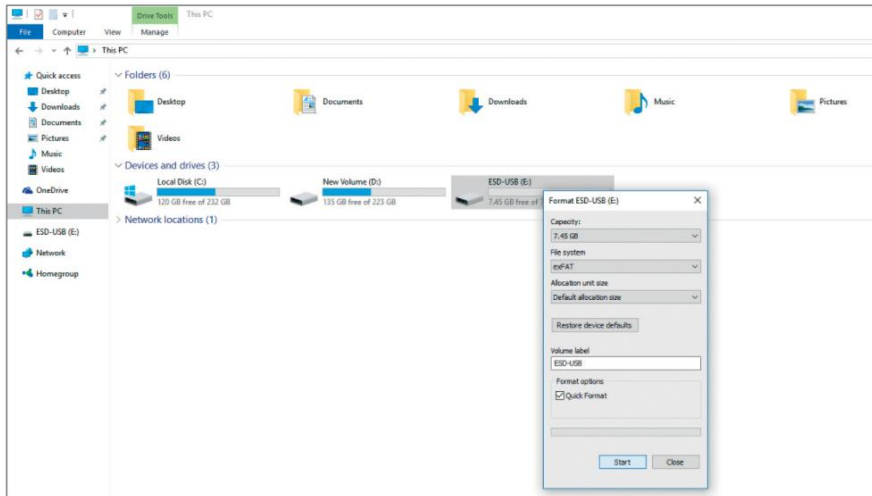 Drive Tools This PC
File Computer View Manage
This PC
Quick access
Desktop
Downloads
Documents
Pictures
Music
Videos
OneDrive
This PC
ESD-USB (E:)
Network
Homegroup
Folders (6)
Desktop Documents Downloads Music Pictures
Videos
Devices and drives (3)
Local Disk (C:)
120 GB free of 232 GB
New Volume (D:)
135 GB free of 223 GB
ESD-USB (E:)
7.45 GB free of
Network locations (1)
Format ESD-USB (E:)
Capacity:
7.45 GB
File system
exFAT
Allocation unit size
Default allocation size
Restore device defaults
Volume label
ESD-USB
Format options
Quick Format
Start Close